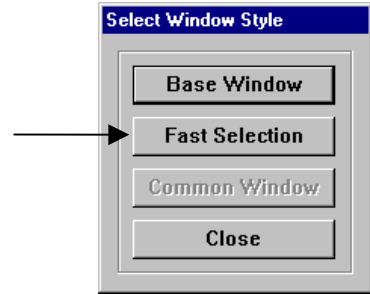 Select Window Style
Base Window
Fast Selection
Common Window
Close